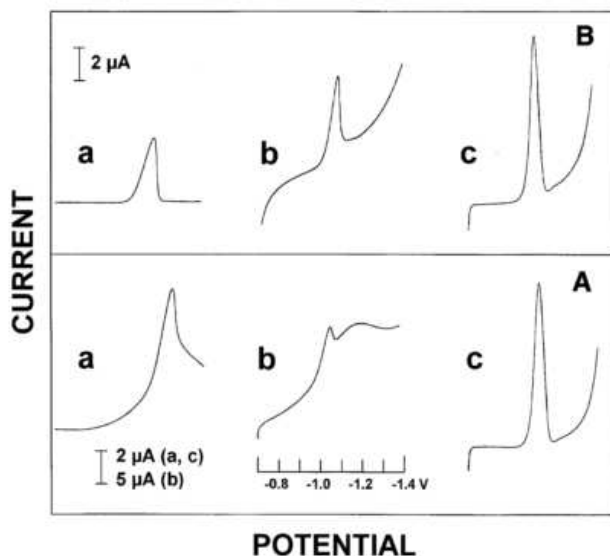 B
2 µA
a
b
c
CURRENT
A
a
b
c
2 µA (a, c)
5 µA (b)
-0.8 -1.0 -1.2 -1.4 V
POTENTIAL